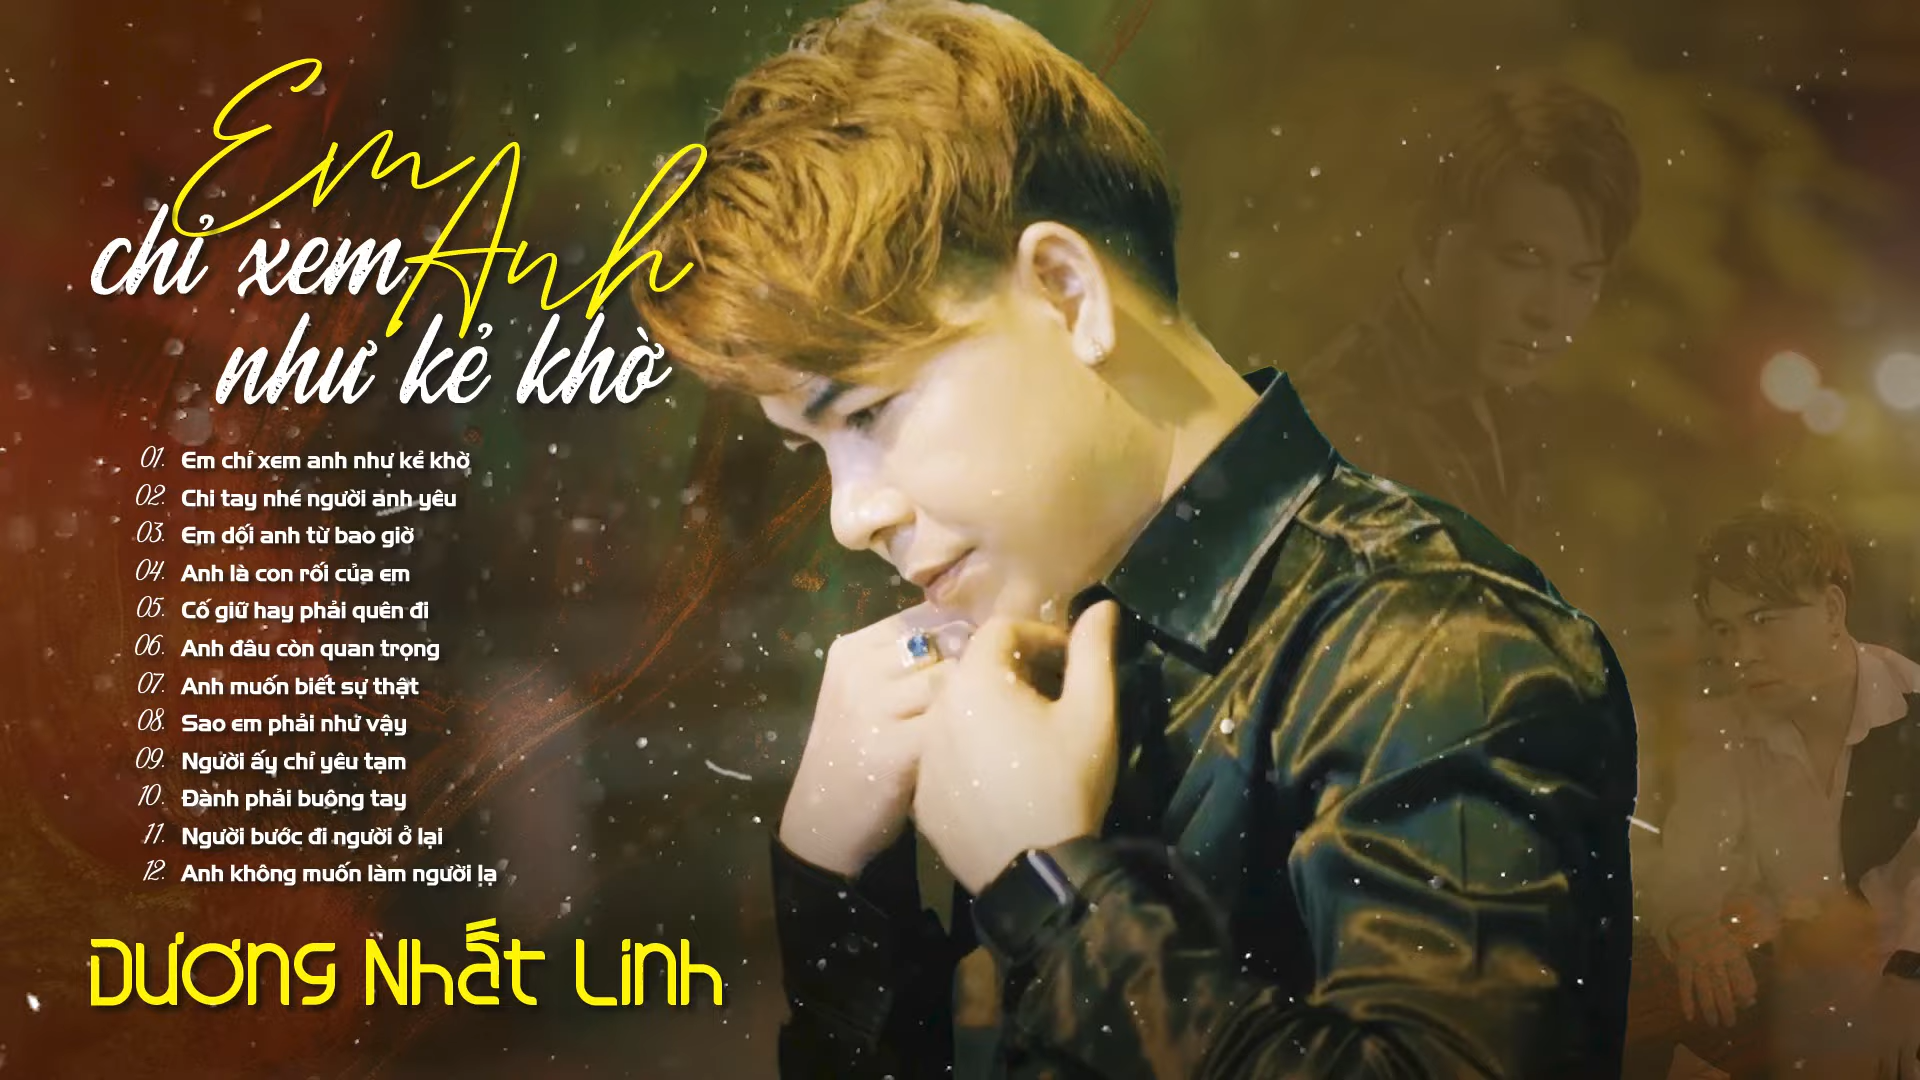 Em
chỉ xem Anh
như kẻ khờ
01. Em chỉ xem anh như kẻ khờ
02. Chi tay nhé người anh yêu
03. Em dối anh từ bao giờ
04. Anh là con rối của em
05. Cố giữ hay phải quên đi
06. Anh đâu còn quan trọng
07. Anh muốn biết sự thật
08. Sao em phải như vậy
09. Người ấy chỉ yêu tạm
10. Đành phải buông tay
11. Người bước đi người ở lại
12. Anh không muốn làm người lạ
Dương Nhất Linh